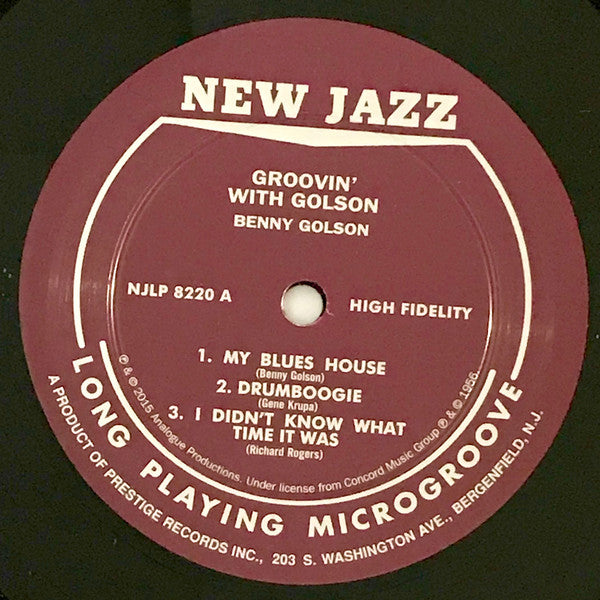 NEW JAZZ
GROOVIN'
WITH GOLSON
BENNY GOLSON
NJLP 8220 A
HIGH FIDELITY
1. MY BLUES HOUSE
(Benny Golson)
2. DRUMBOOGIE
(Gene Krupa)
3. I DIDN'T KNOW WHAT
TIME IT WAS
(Richard Rogers)
℗ & © 2015 Analogue Productions. Under license from Concord Music Group ℗ & © 1956.
LONG PLAYING MICROGROOVE
A PRODUCT OF PRESTIGE RECORDS INC., 203 S. WASHINGTON AVE., BERGENFIELD, N.J.